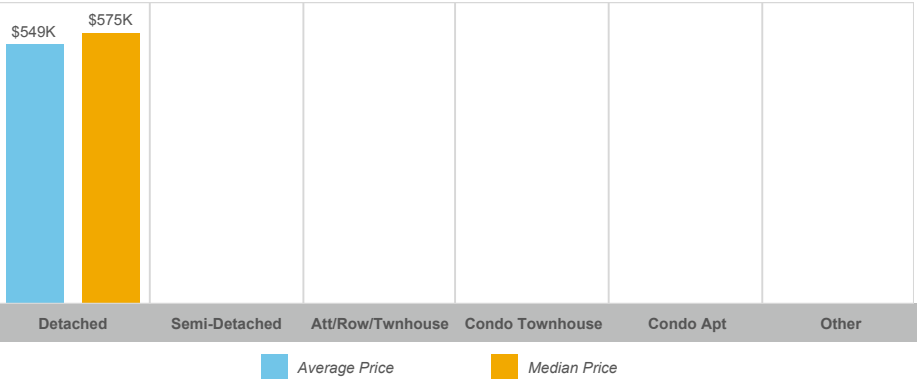 $549K
$575K
Detached
Semi-Detached
Att/Row/Twnhouse
Condo Townhouse
Condo Apt
Other
Average Price
Median Price